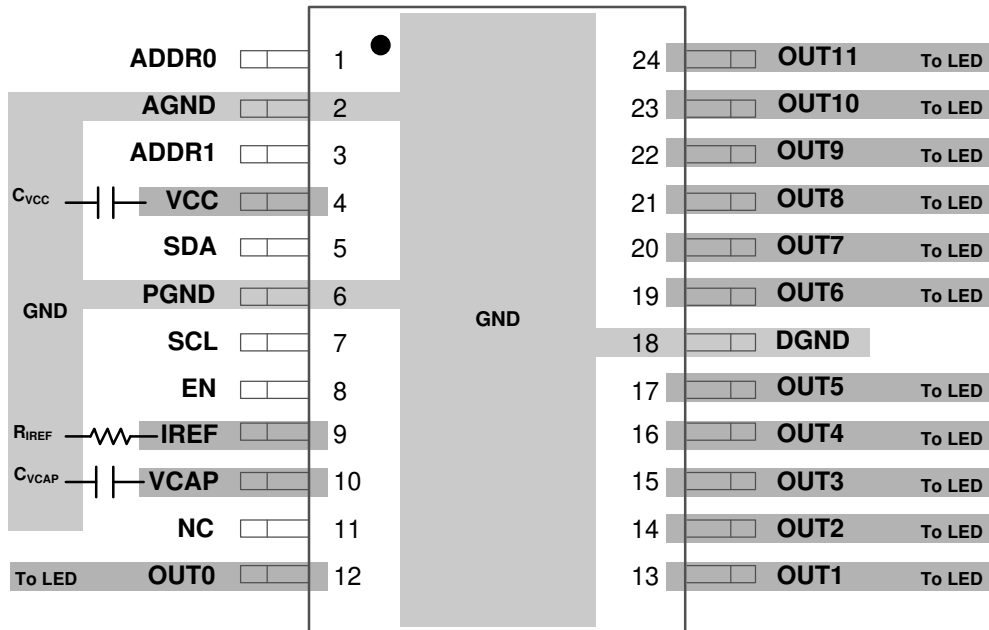 ADDR0 1 24 OUT11 To LED
AGND 2 23 OUT10 To LED
ADDR1 3 22 OUT9 To LED
CVCC VCC 4 21 OUT8 To LED
SDA 5 20 OUT7 To LED
PGND 6 19 OUT6 To LED
GND GND
SCL 7 18 DGND
EN 8 17 OUT5 To LED
RIREF IREF 9 16 OUT4 To LED
CVCAP VCAP 10 15 OUT3 To LED
NC 11 14 OUT2 To LED
To LED OUT0 12 13 OUT1 To LED